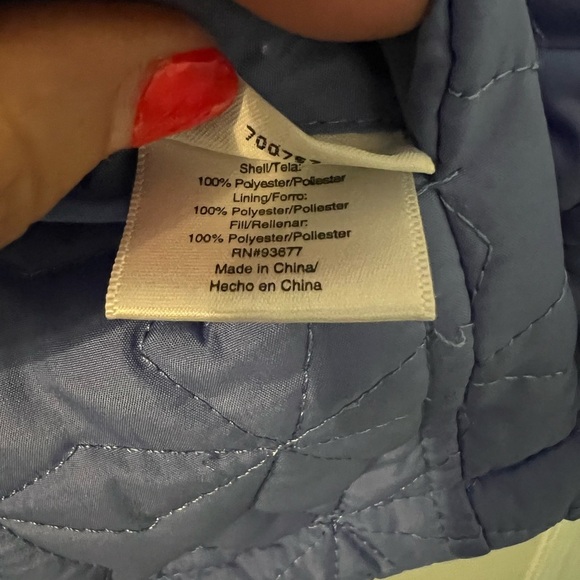 Shell/Tela:
100% Polyester/Poliester
Lining/Forro:
100% Polyester/Poliester
Fill/Rellenar:
100% Polyester/Poliester
RN#93677
Made in China/
Hecho en China